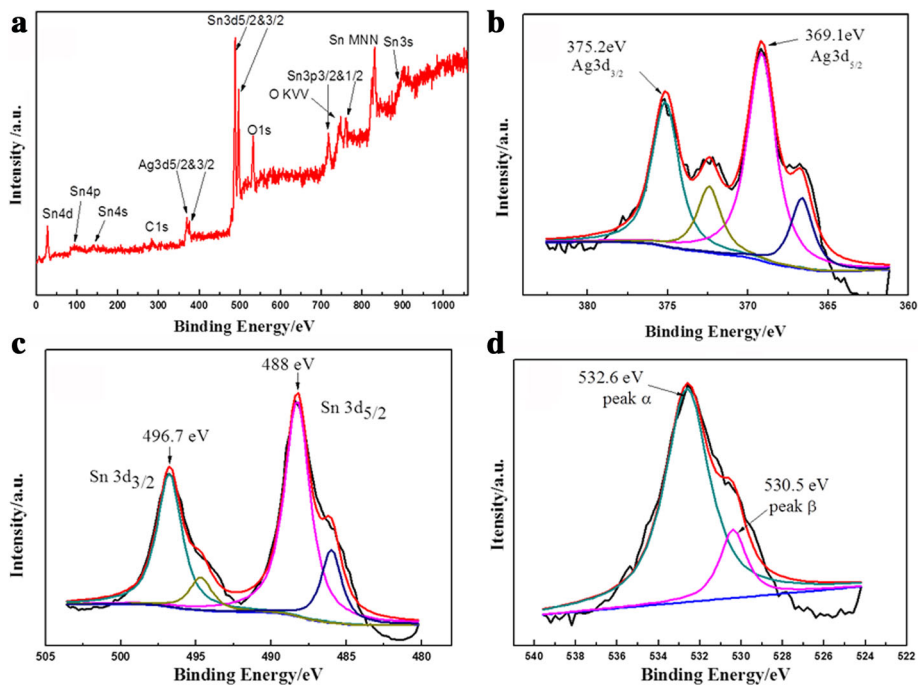 a
Sn3d5/2&3/2
Sn MNN
Sn3s
Sn3p3/2&1/2
O KVV
O1s
Ag3d5/2&3/2
Sn4p
Sn4d
Sn4s
C1s
Intensity /a.u.
0 100 200 300 400 500 600 700 800 900 1000
Binding Energy/eV
b
375.2eV
Ag3d3/2
369.1eV
Ag3d5/2
Intensity/a.u.
380 375 370 365 360
Binding Energy/eV
c
488 eV
Sn 3d5/2
496.7 eV
Sn 3d3/2
Intensity/a.u.
505 500 495 490 485 480
Binding Energy/eV
d
532.6 eV
peak α
530.5 eV
peak β
Itensity/a.u.
540 538 536 534 532 530 528 526 524 522
Binding Energy/eV